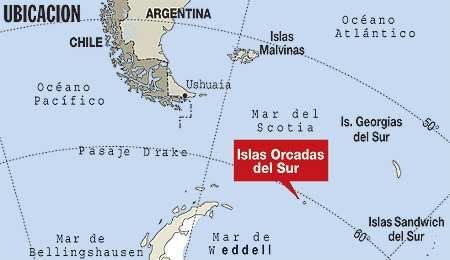 UBICACION
ARGENTINA
CHILE
Islas
Malvinas
Océano
Atlántico
Océano
Pacífico
Ushuaia
Mar del
Scotia
Is. Georgias
del Sur
50°
Pasaje Drake
Islas Orcadas
del Sur
Islas Sandwich
del Sur
60°
Mar de
Bellingshausen
Mar de
Weddell